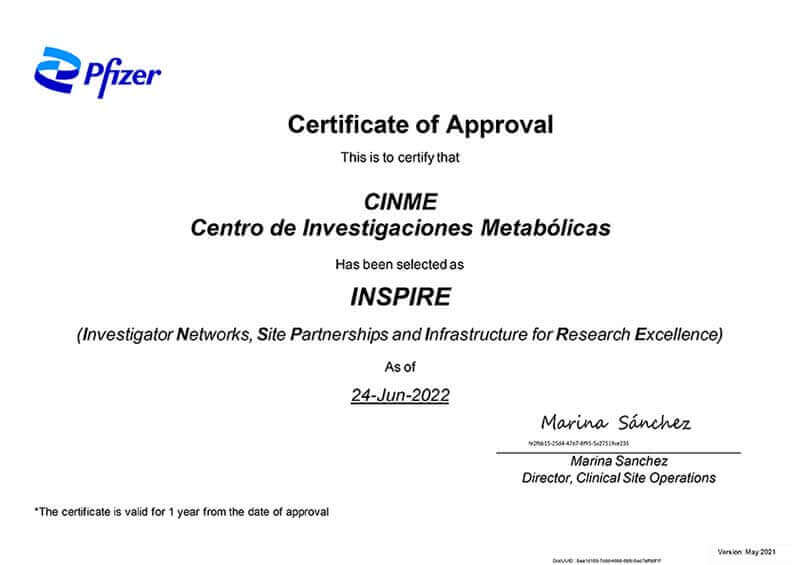 Pfizer
Certificate of Approval
This is to certify that
CINME
Centro de Investigaciones Metabólicas
Has been selected as
INSPIRE
(Investigator Networks, Site Partnerships and Infrastructure for Research Excellence)
As of
24-Jun-2022
Marina Sánchez
Marina Sanchez
Director, Clinical Site Operations
*The certificate is valid for 1 year from the date of approval
Version: May 2021